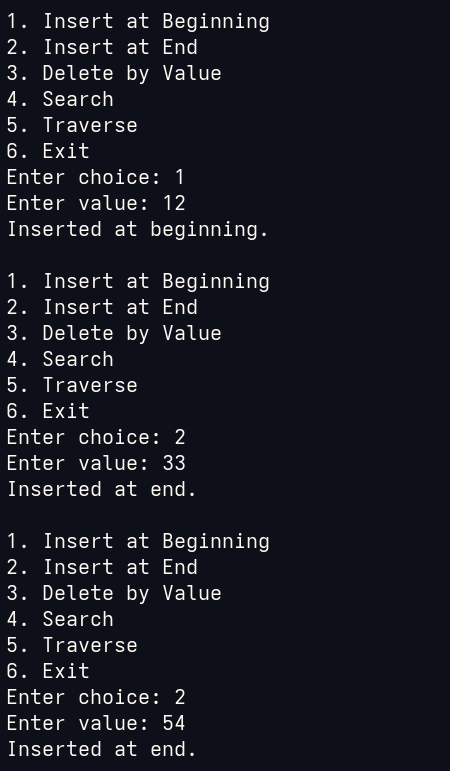 1. Insert at Beginning
2. Insert at End
3. Delete by Value
4. Search
5. Traverse
6. Exit
Enter choice: 1
Enter value: 12
Inserted at beginning.

1. Insert at Beginning
2. Insert at End
3. Delete by Value
4. Search
5. Traverse
6. Exit
Enter choice: 2
Enter value: 33
Inserted at end.

1. Insert at Beginning
2. Insert at End
3. Delete by Value
4. Search
5. Traverse
6. Exit
Enter choice: 2
Enter value: 54
Inserted at end.